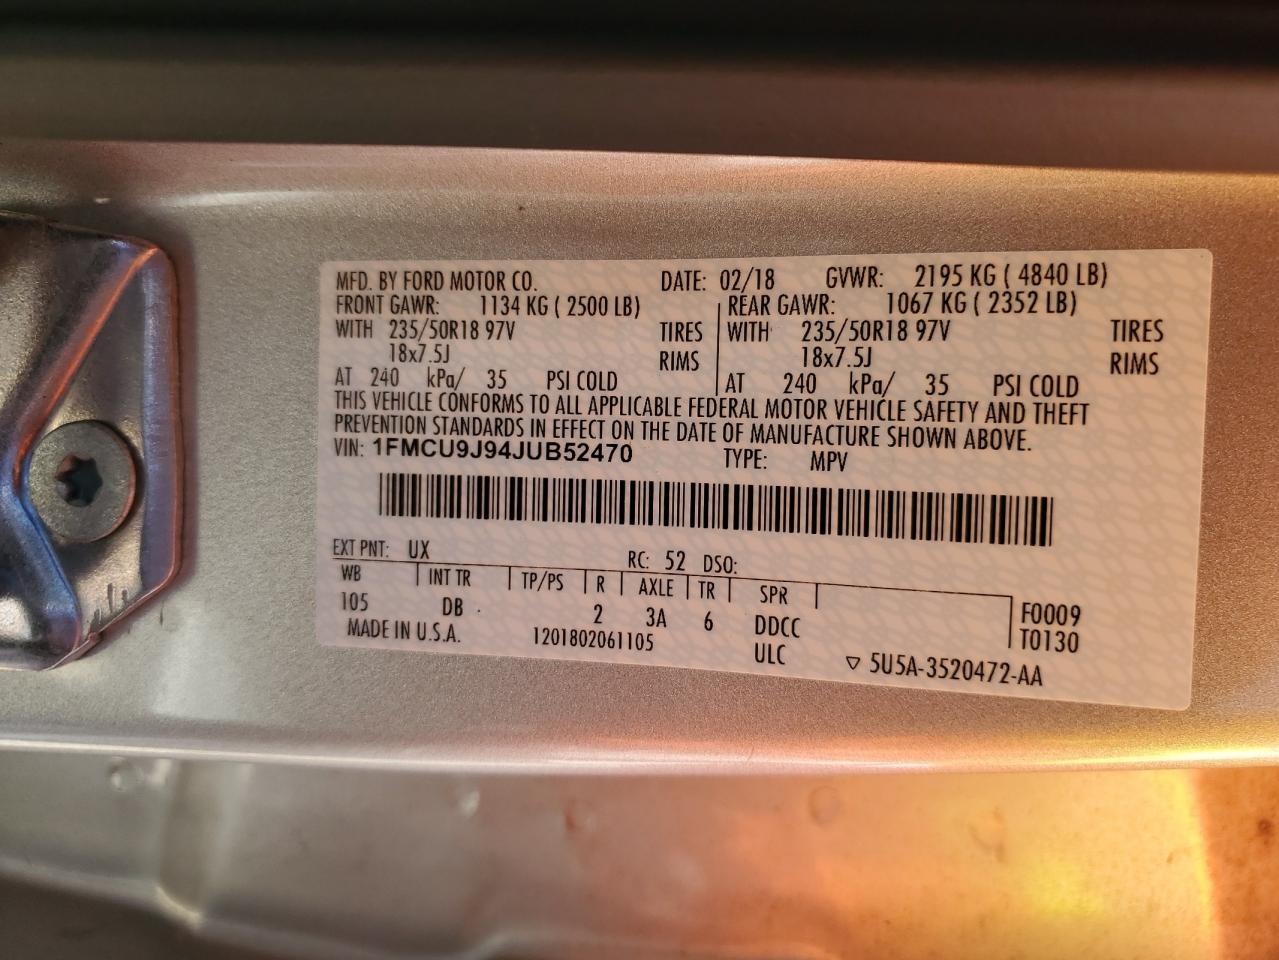 MFD. BY FORD MOTOR CO. DATE: 02/18 GVWR: 2195 KG ( 4840 LB)
FRONT GAWR: 1134 KG ( 2500 LB) REAR GAWR: 1067 KG ( 2352 LB)
WITH 235/50R18 97V TIRES WITH 235/50R18 97V TIRES
18x7.5J RIMS 18x7.5J RIMS
AT 240 kPa/ 35 PSI COLD AT 240 kPa/ 35 PSI COLD
THIS VEHICLE CONFORMS TO ALL APPLICABLE FEDERAL MOTOR VEHICLE SAFETY AND THEFT
PREVENTION STANDARDS IN EFFECT ON THE DATE OF MANUFACTURE SHOWN ABOVE.
VIN: 1FMCU9J94JUB52470 TYPE: MPV
EXT PNT: UX RC: 52 DSO:
WB INT TR TP/PS R AXLE TR SPR
105 DB 2 3A 6 DDCC F0009
MADE IN U.S.A. 1201802061105 ULC T0130
5U5A-3520472-AA